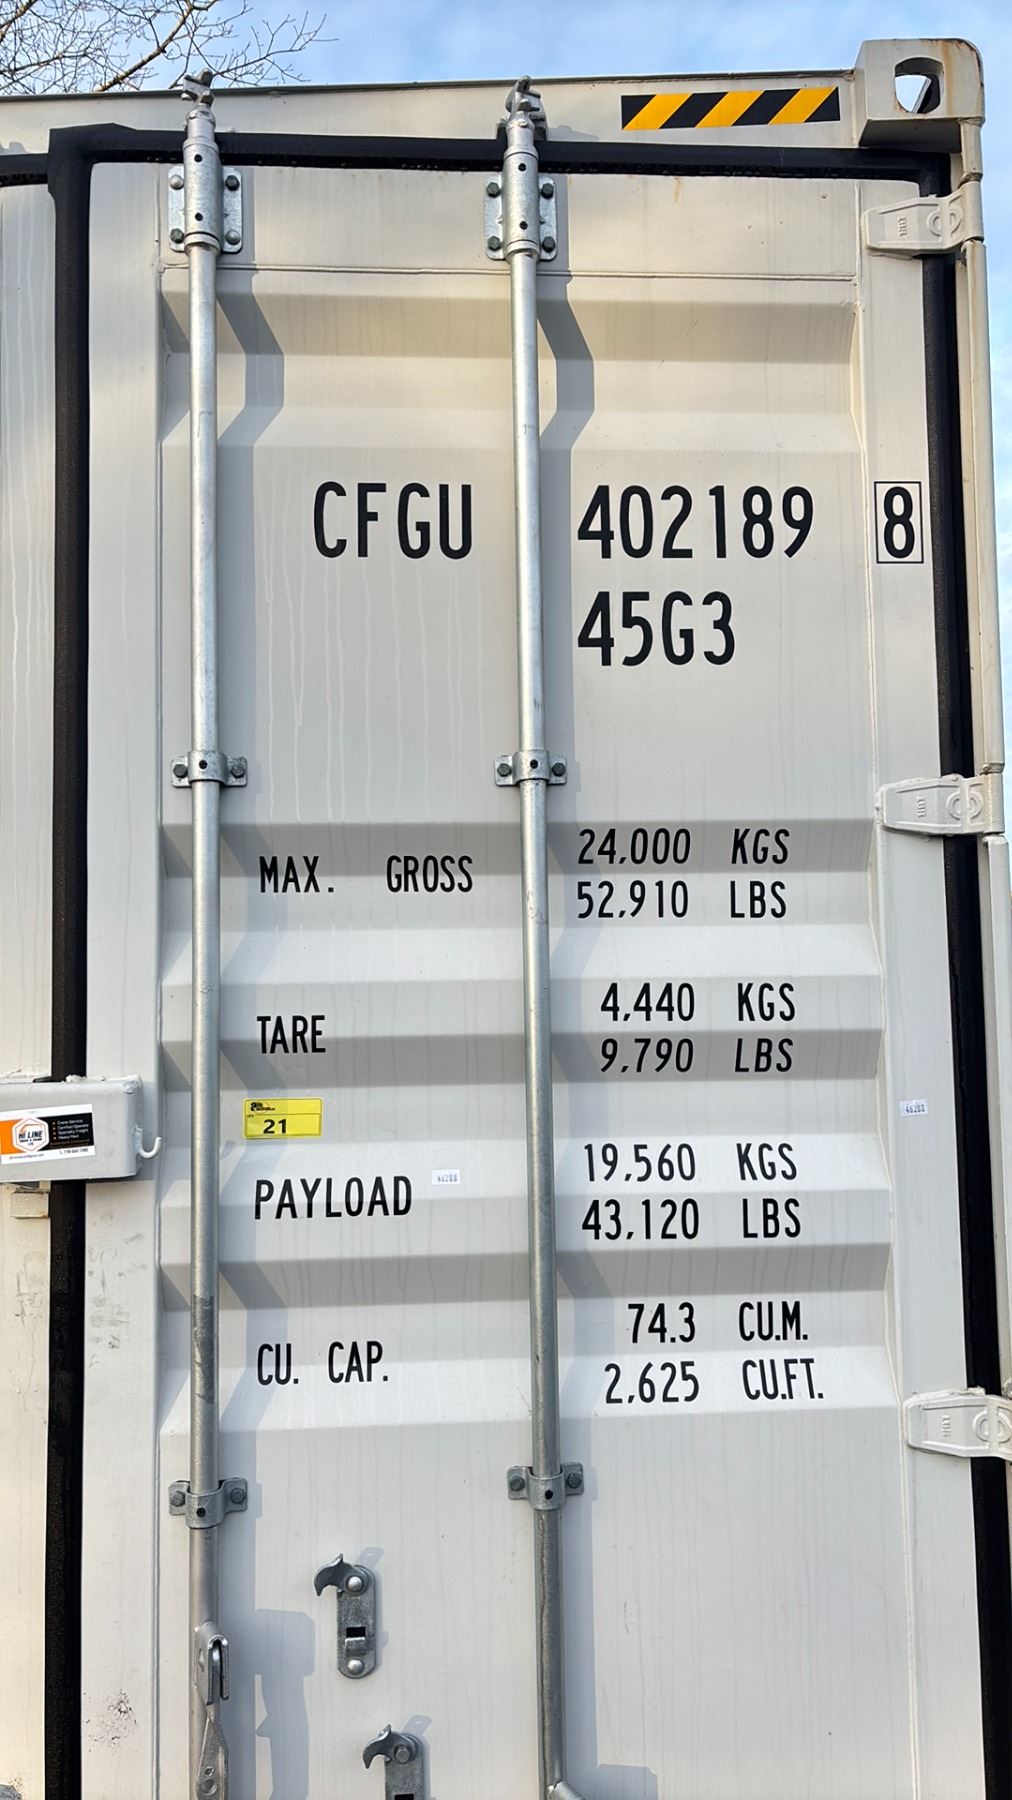 CFGU 402189 8
45G3
MAX. GROSS 24,000 KGS
52,910 LBS
TARE 4,440 KGS
9,790 LBS
21
HI LINE
PAYLOAD 19,560 KGS
43,120 LBS
46288
46288
CU. CAP. 74.3 CU.M.
2,625 CU.FT.